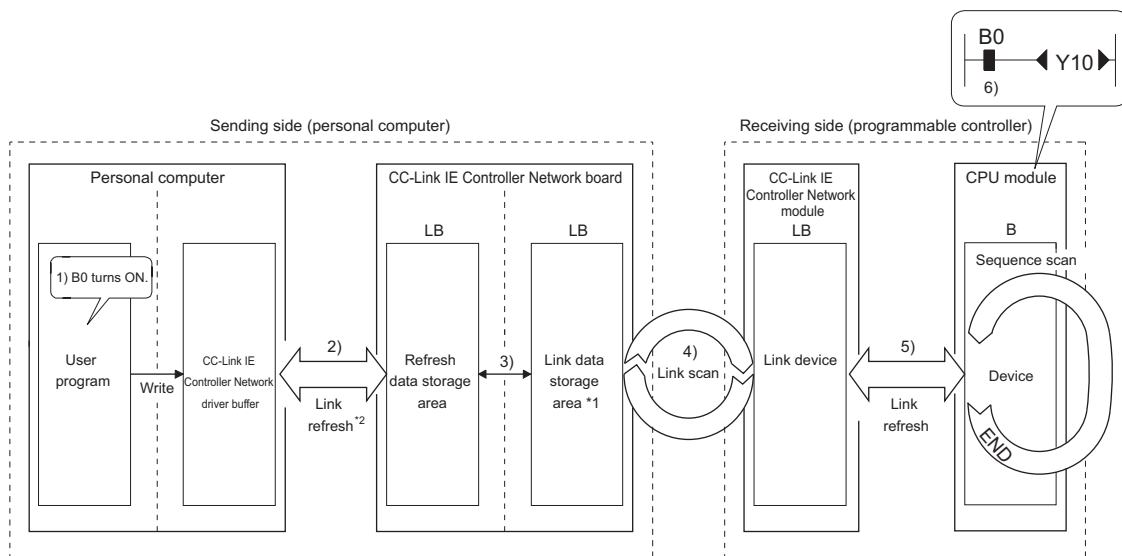 B0
Y10
6)
Sending side (personal computer)
Receiving side (programmable controller)
Personal computer
CC-Link IE Controller Network board
CC-Link IE
Controller Network
module
CPU module
LB
LB
LB
B
1) B0 turns ON.
Sequence scan
User
program
Write
CC-Link IE
Controller Network
driver buffer
2)
Link
refresh*2
Refresh
data storage
area
3)
Link data
storage
area *1
4)
Link scan
Link device
5)
Link
refresh
Device
END